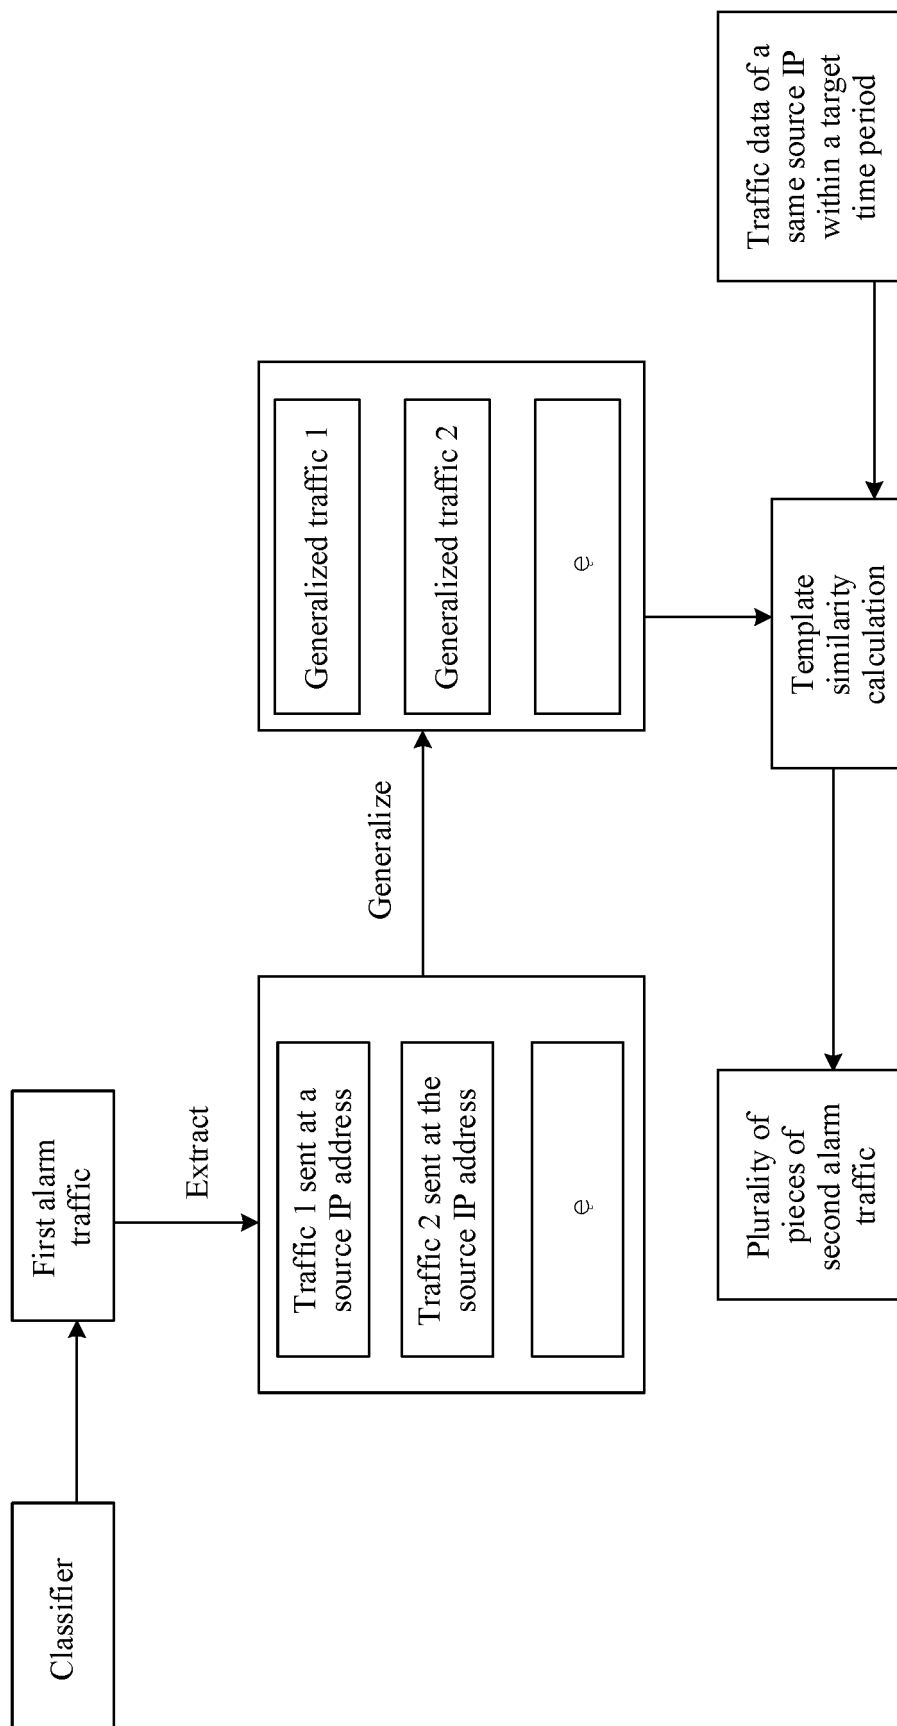 Classifier
First alarm
traffic
Extract
Traffic 1 sent at a
source IP address
Traffic 2 sent at the
source IP address
Generalize
Generalized traffic 1
Generalized traffic 2
Traffic data of a
same source IP
within a target
time period
Template
similarity
calculation
Plurality of
pieces of
second alarm
traffic